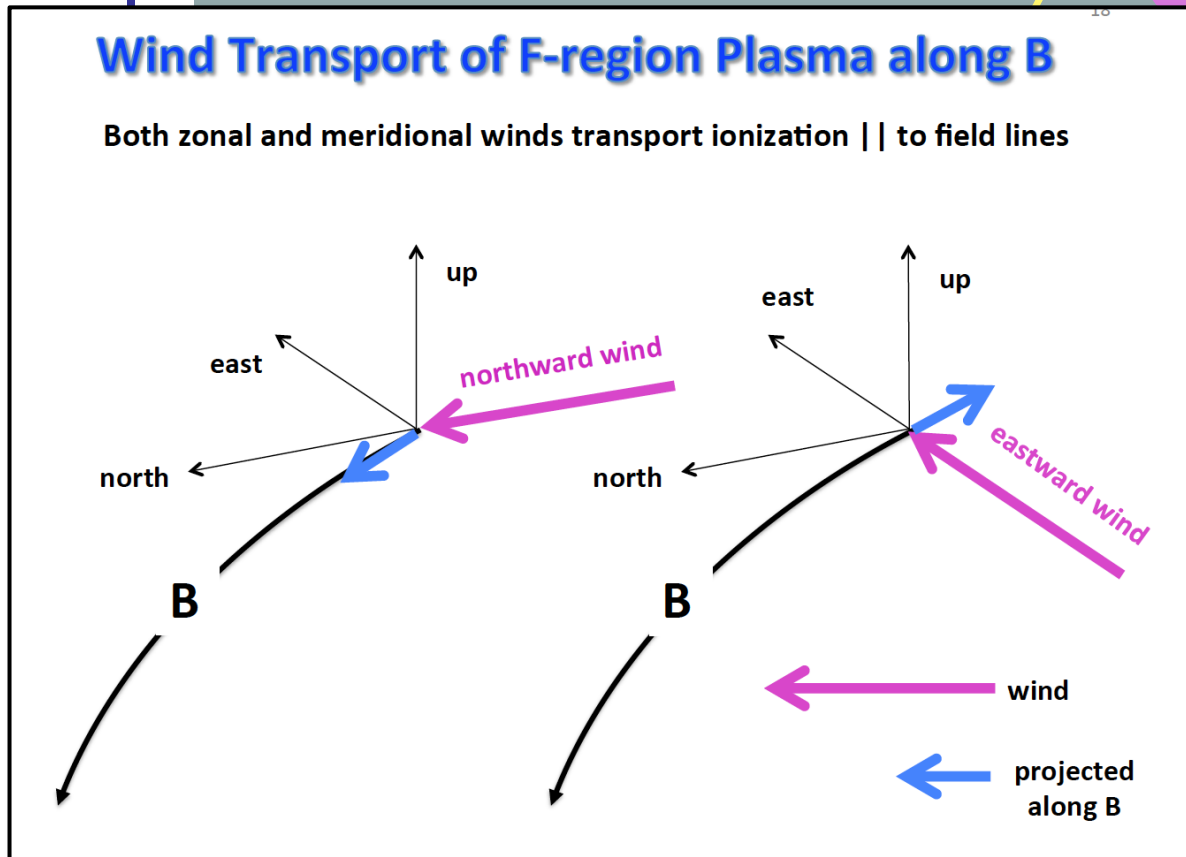 18
Wind Transport of F-region Plasma along B
Both zonal and meridional winds transport ionization || to field lines
up
east
northward wind
north
B
up
east
eastward wind
north
B
wind
projected
along B